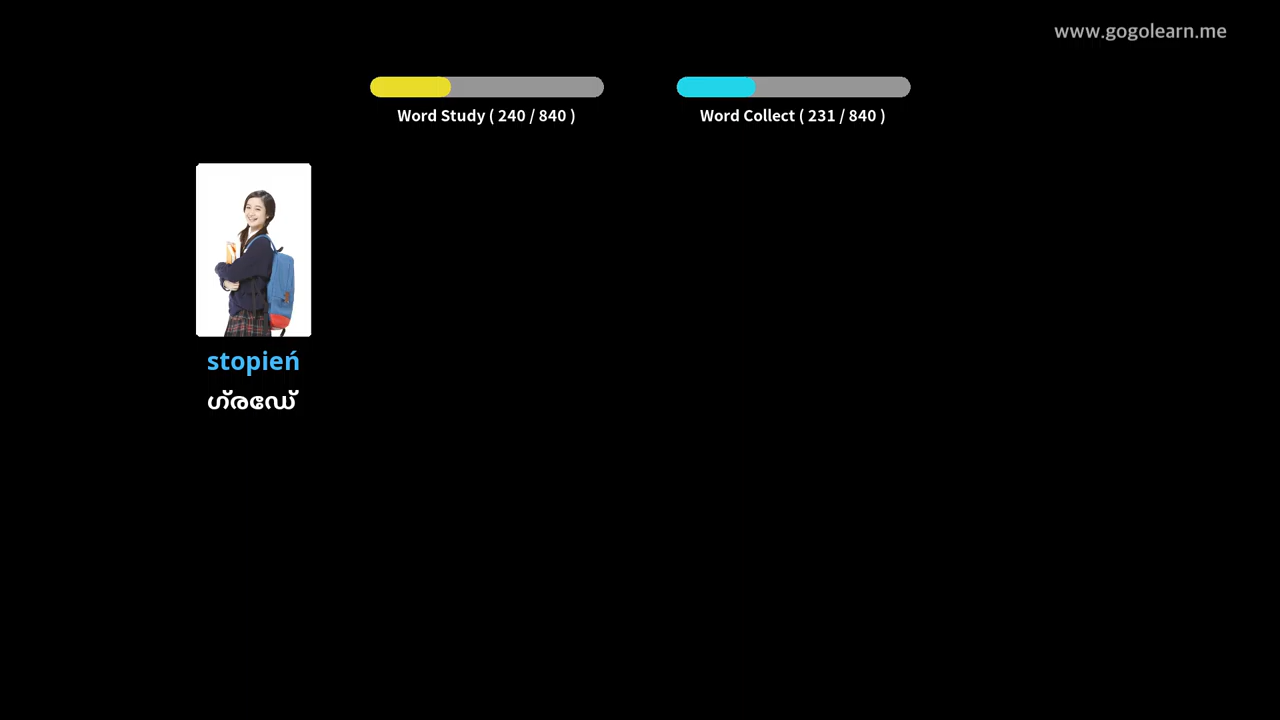 www.gogolearn.me
Word Study ( 240 / 840 )
Word Collect ( 231 / 840 )
stopień
ഗ്രേഡ്